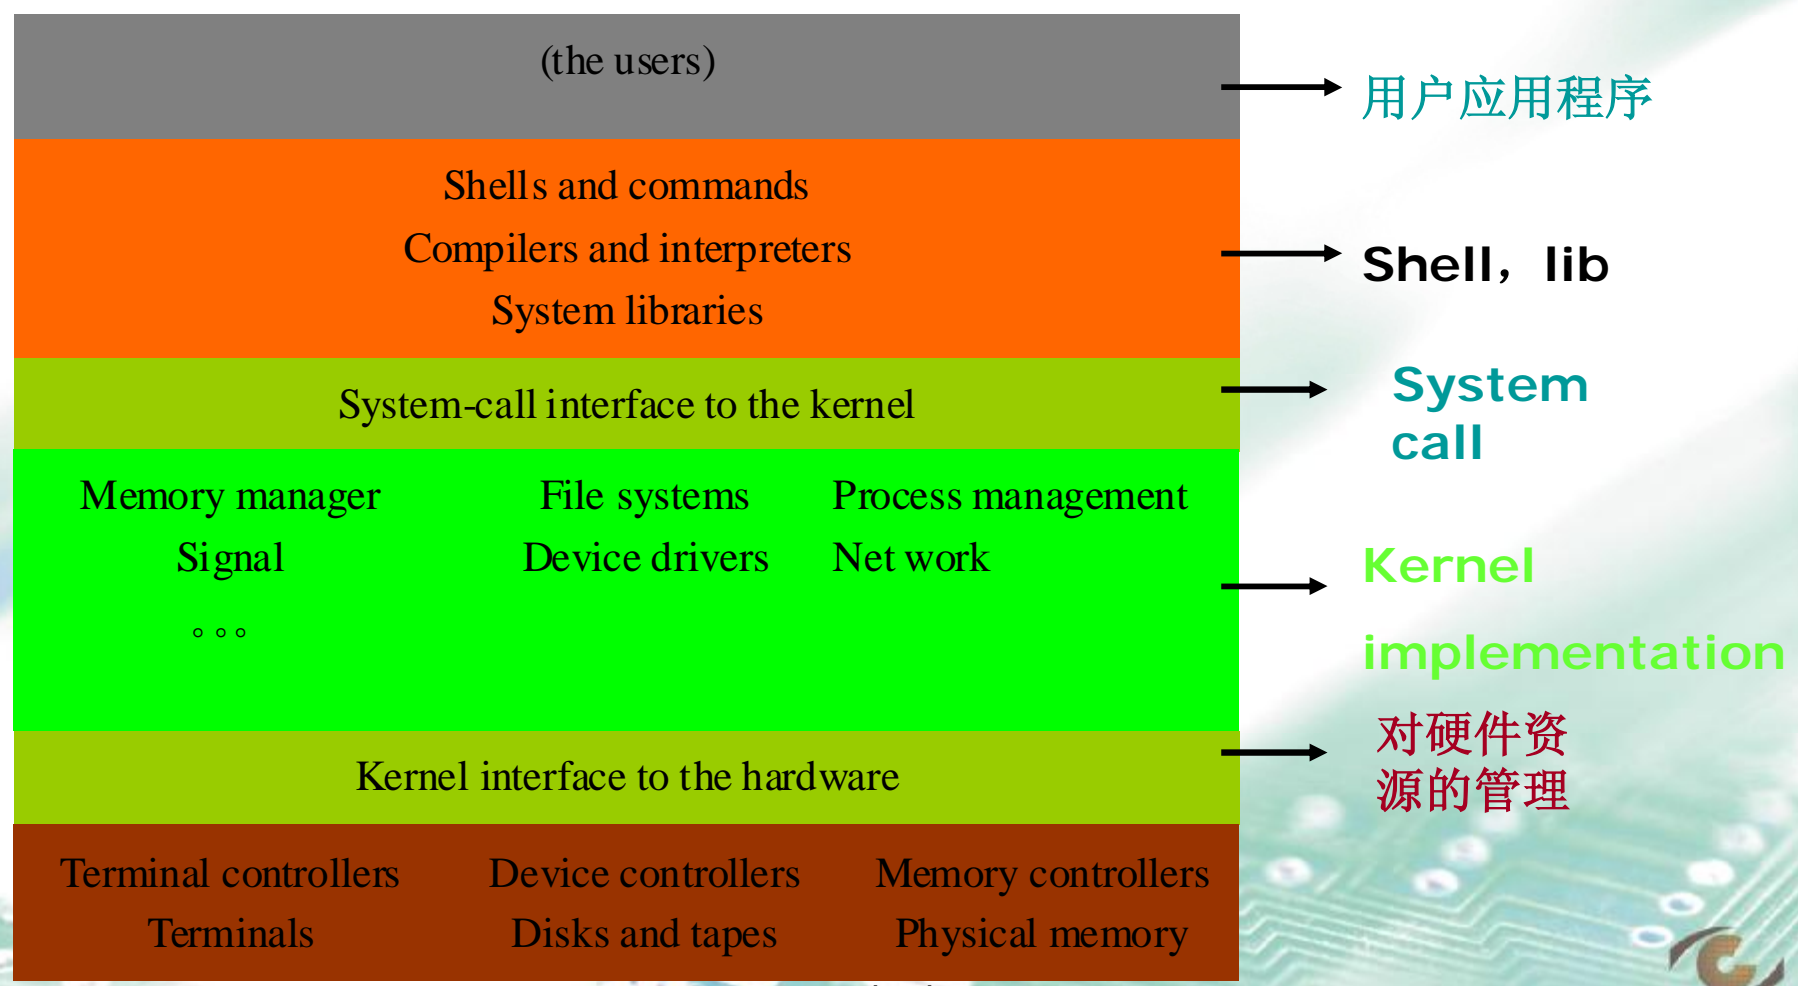 (the users)
用户应用程序
Shells and commands
Compilers and interpreters
System libraries
Shell，lib
System-call interface to the kernel
System
call
Memory manager File systems Process management
Signal Device drivers Net work
。。。
Kernel
implementation
Kernel interface to the hardware
对硬件资
源的管理
Terminal controllers Device controllers Memory controllers
Terminals Disks and tapes Physical memory